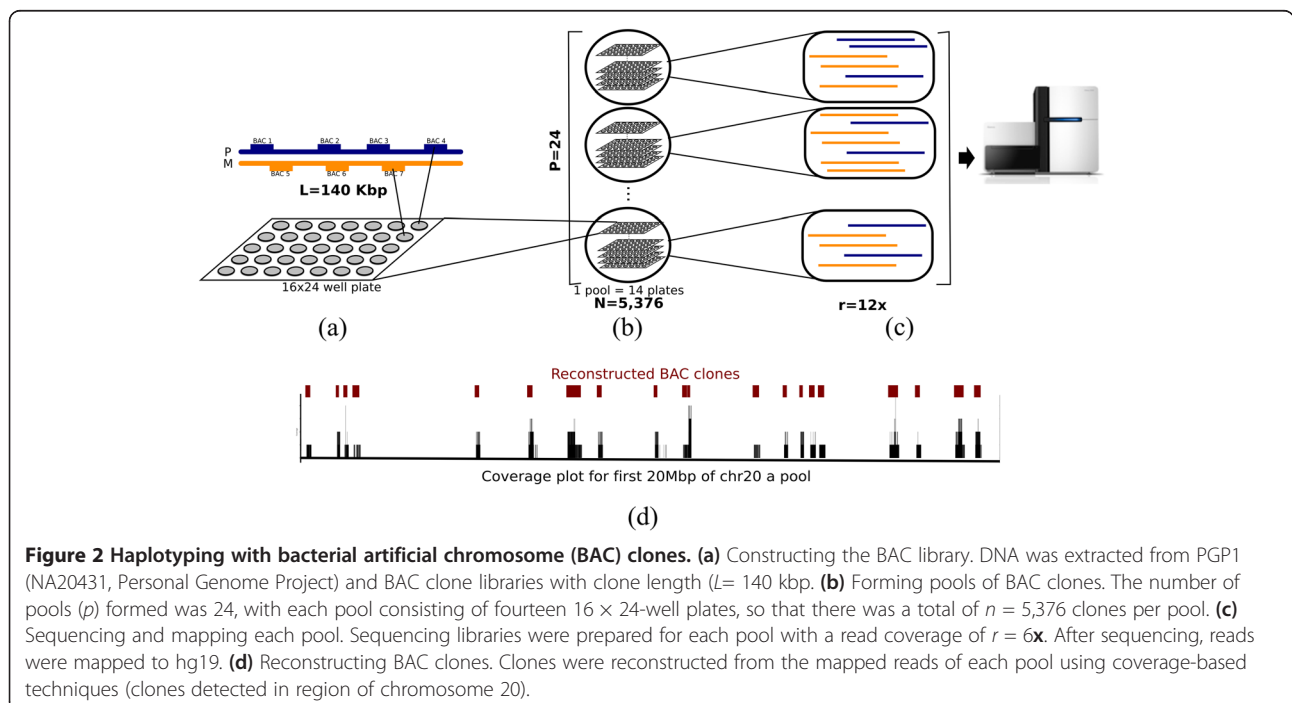 BAC 1
BAC 2
BAC 3
BAC 4
P
M
BAC 5
BAC 6
BAC 7
L=140 Kbp
16x24 well plate
(a)
P=24
1 pool = 14 plates
N=5,376
(b)
r=12x
(c)
Reconstructed BAC clones
Coverage plot for first 20Mbp of chr20 a pool
(d)
Figure 2 Haplotyping with bacterial artificial chromosome (BAC) clones. (a) Constructing the BAC library. DNA was extracted from PGP1
(NA20431, Personal Genome Project) and BAC clone libraries with clone length (L= 140 kbp. (b) Forming pools of BAC clones. The number of
pools (p) formed was 24, with each pool consisting of fourteen 16 × 24-well plates, so that there was a total of n = 5,376 clones per pool. (c)
Sequencing and mapping each pool. Sequencing libraries were prepared for each pool with a read coverage of r = 6x. After sequencing, reads
were mapped to hg19. (d) Reconstructing BAC clones. Clones were reconstructed from the mapped reads of each pool using coverage-based
techniques (clones detected in region of chromosome 20).